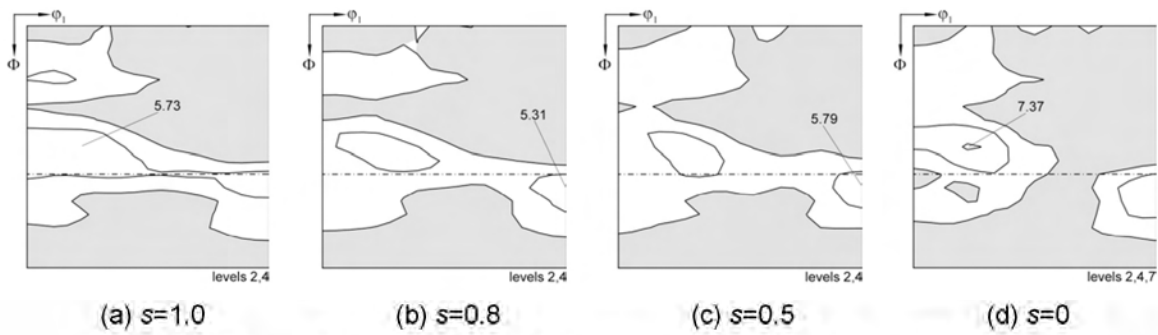 φ₁ φ₁ φ₁ φ₁
Φ Φ Φ Φ
5.73 5.31 5.79 7.37
levels 2,4 levels 2,4 levels 2,4 levels 2,4,7
(a) s=1.0 (b) s=0.8 (c) s=0.5 (d) s=0